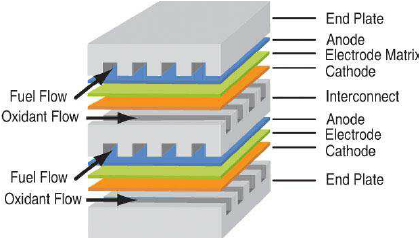 End Plate
Anode
Electrode Matrix
Cathode
Fuel Flow
Interconnect
Oxidant Flow
Anode
Electrode
Cathode
Fuel Flow
End Plate
Oxidant Flow